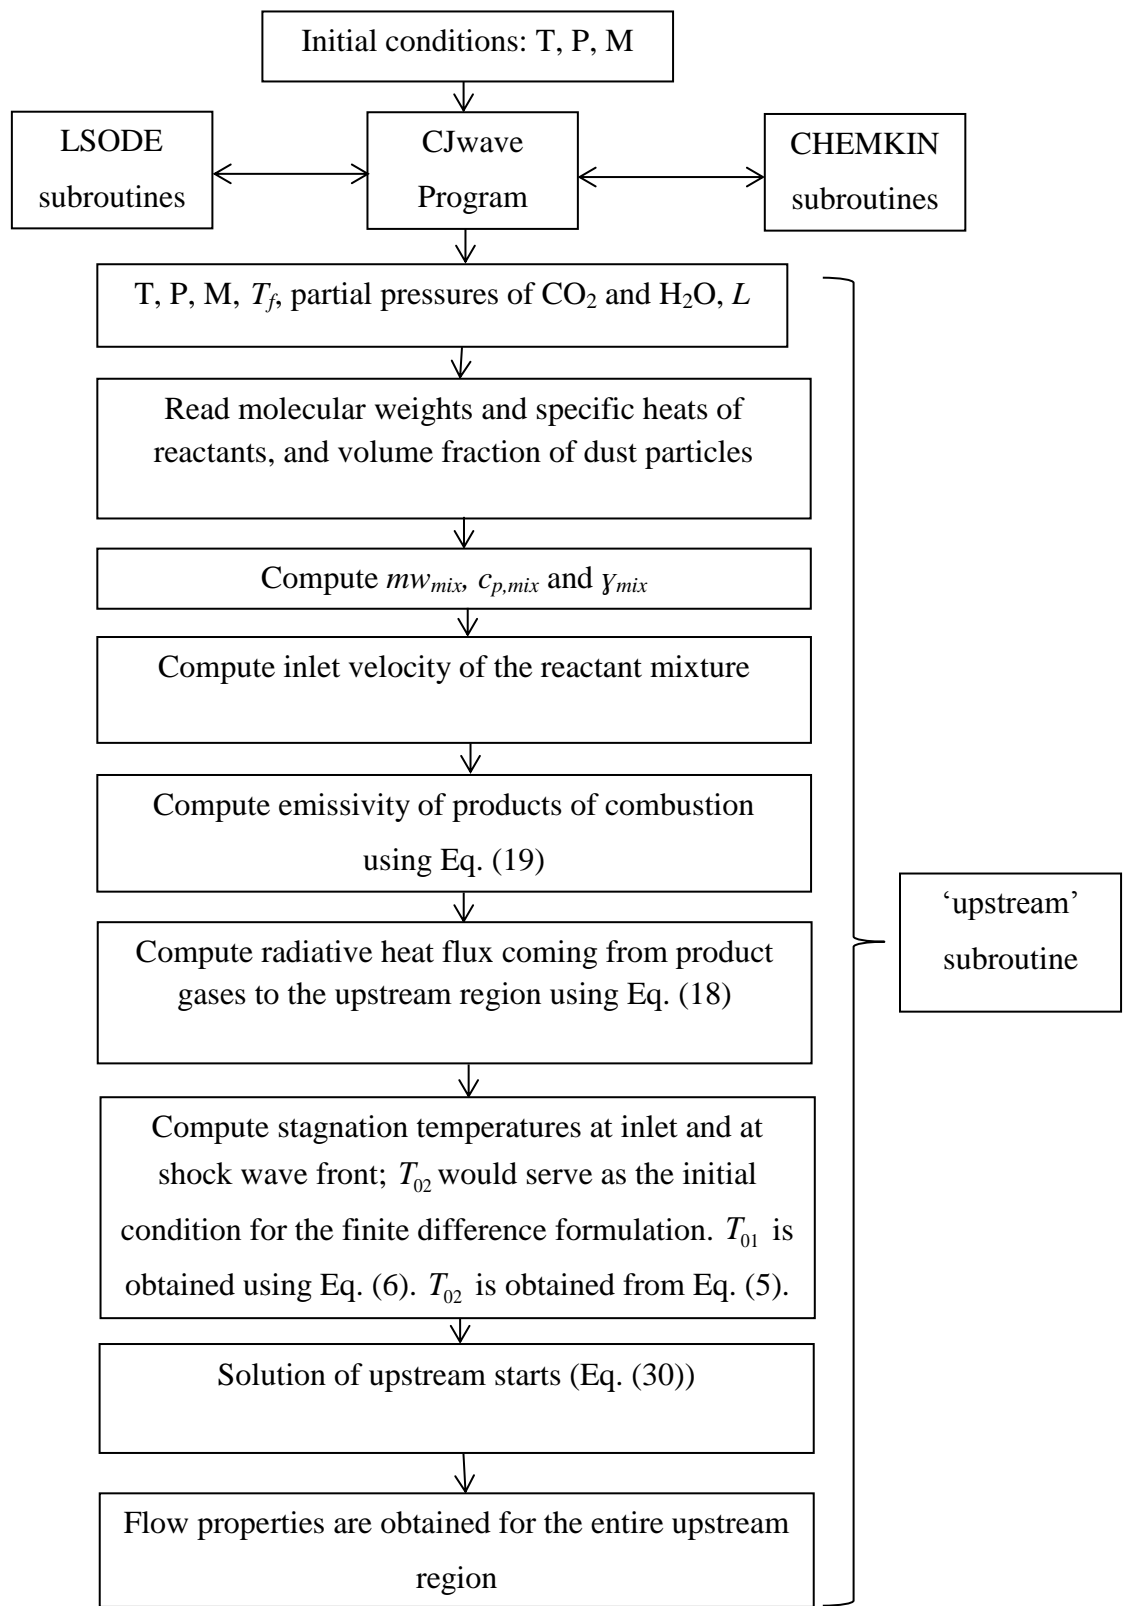 Initial conditions: T, P, M
LSODE
subroutines
CJwave
Program
CHEMKIN
subroutines
T, P, M, T_f, partial pressures of CO₂ and H₂O, L
Read molecular weights and specific heats of
reactants, and volume fraction of dust particles
Compute mw_mix, c_p,mix and ɣ_mix
Compute inlet velocity of the reactant mixture
Compute emissivity of products of combustion
using Eq. (19)
Compute radiative heat flux coming from product
gases to the upstream region using Eq. (18)
‘upstream’
subroutine
Compute stagnation temperatures at inlet and at
shock wave front; T₀₂ would serve as the initial
condition for the finite difference formulation. T₀₁ is
obtained using Eq. (6). T₀₂ is obtained from Eq. (5).
Solution of upstream starts (Eq. (30))
Flow properties are obtained for the entire upstream
region